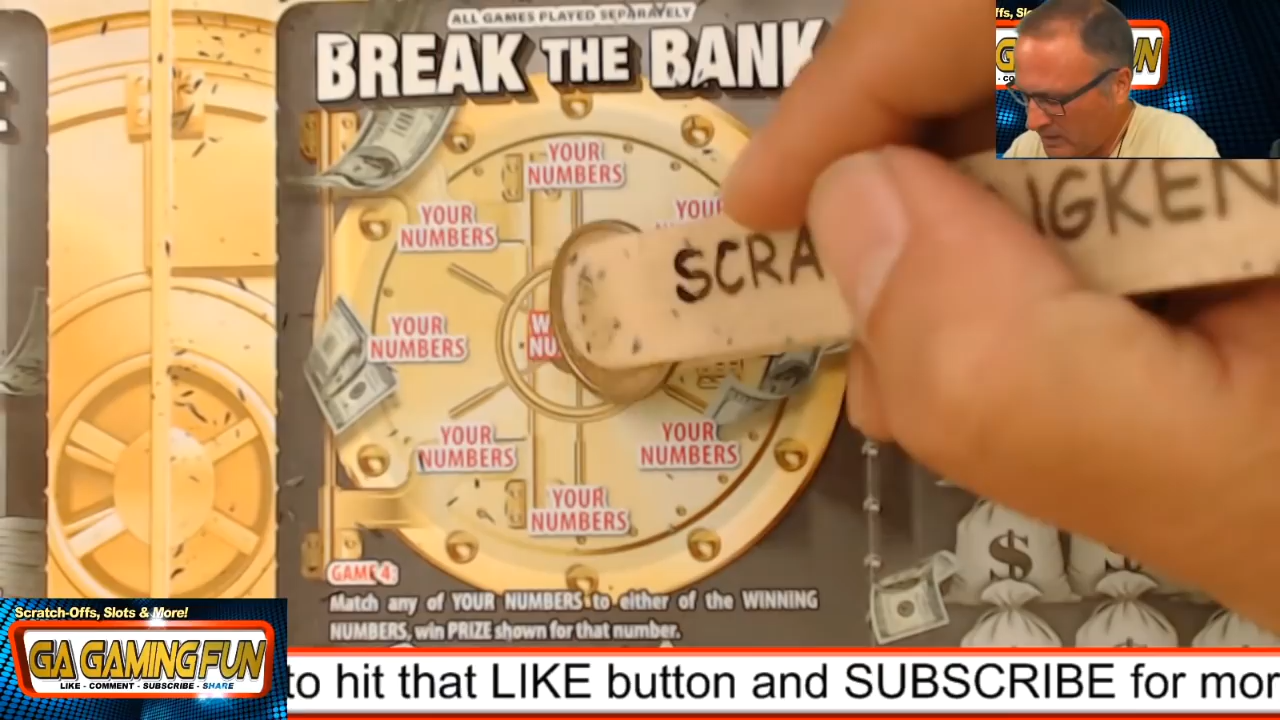 ALL GAMES PLAYED SEPARATELY
BREAK THE BANK
YOUR
NUMBERS
YOUR
NUMBERS
YOUR
YOUR
NUMBERS
YOUR
NUMBERS
YOUR
NUMBERS
YOUR
NUMBERS
SCRA
GKEN
GAME 4:
Match any of YOUR NUMBERS to either of the WINNING
NUMBERS, win PRIZE shown for that number.
$
Scratch-Offs, Slots & More!
GA GAMING FUN
LIKE - COMMENT - SUBSCRIBE - SHARE
to hit that LIKE button and SUBSCRIBE for mor